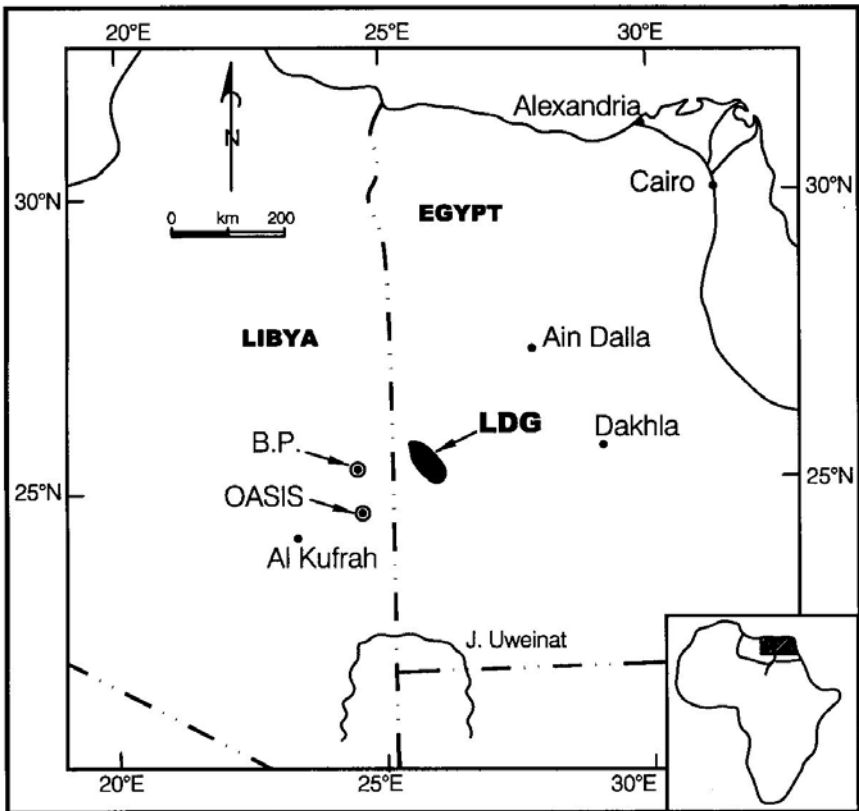 20°E 25°E 30°E
N
Alexandria
Cairo
30°N 30°N
0 km 200
EGYPT
LIBYA
Ain Dalla
LDG
Dakhla
B.P.
OASIS
25°N 25°N
Al Kufrah
J. Uweinat
20°E 25°E 30°E